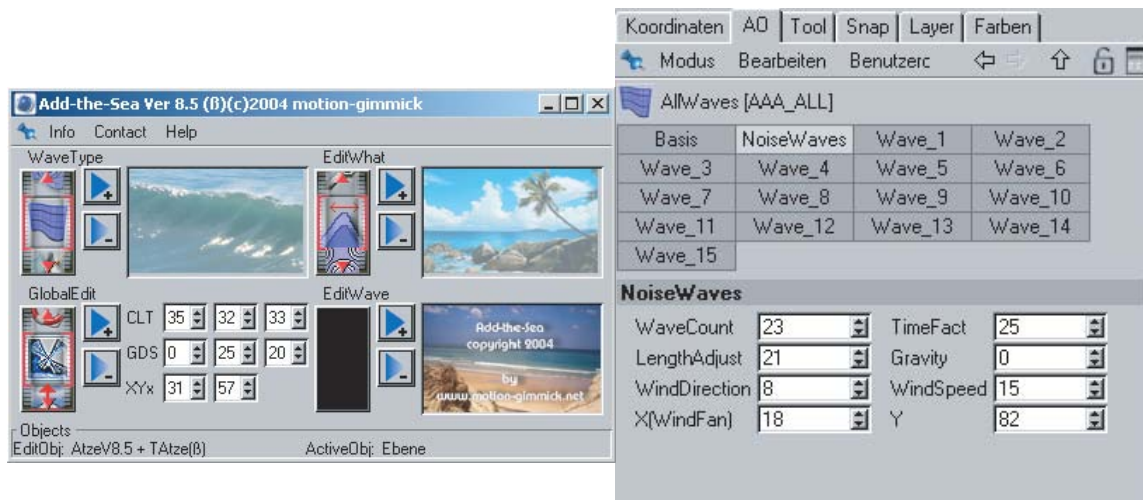 Add-the-Sea Ver 8.5 (ß)(c)2004 motion-gimmick
Info Contact Help
WaveType EditWhat
GlobalEdit EditWave
CLT 35 32 33
GDS 0 25 20
XYx 31 57
Add-the-Sea
copyright 2004
by
www.motion-gimmick.net
Objects
EditObj: AtzeV8.5 + TAtze(ß) ActiveObj: Ebene
Koordinaten AO Tool Snap Layer Farben
Modus Bearbeiten Benutzerc
AllWaves [AAA_ALL]
Basis NoiseWaves Wave_1 Wave_2
Wave_3 Wave_4 Wave_5 Wave_6
Wave_7 Wave_8 Wave_9 Wave_10
Wave_11 Wave_12 Wave_13 Wave_14
Wave_15
NoiseWaves
WaveCount 23 TimeFact 25
LengthAdjust 21 Gravity 0
WindDirection 8 WindSpeed 15
X(WindFan) 18 Y 82